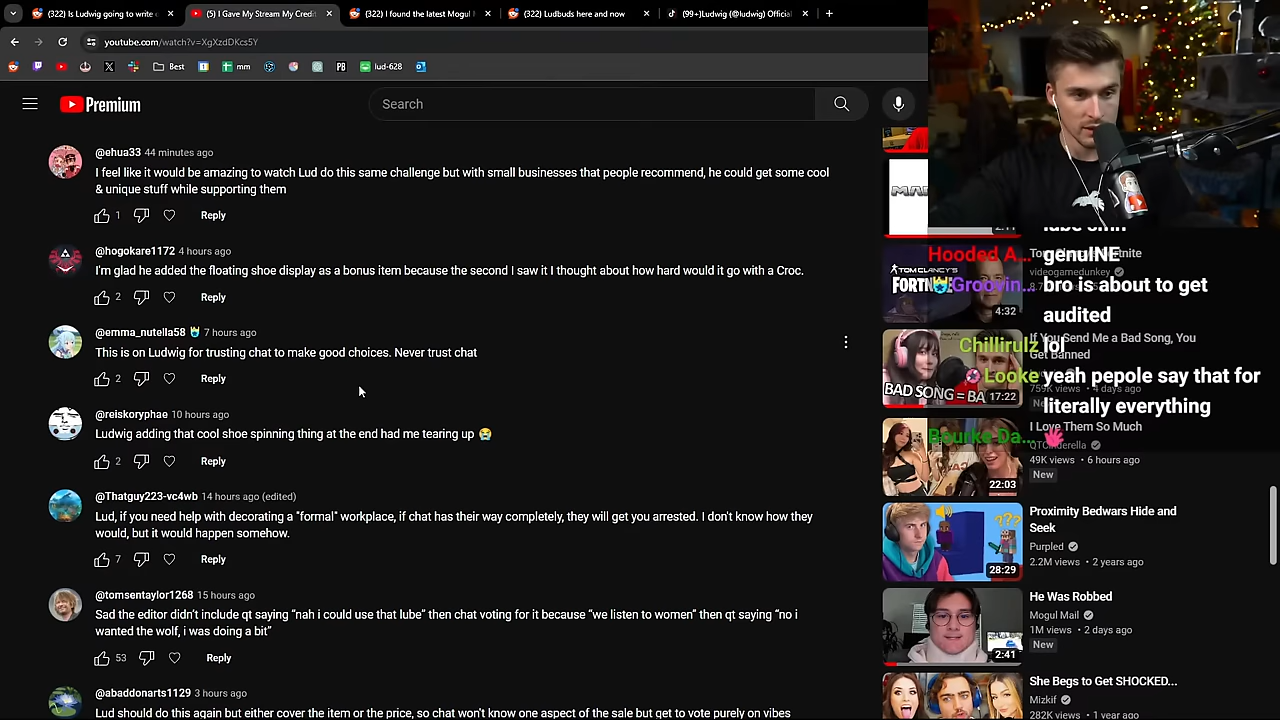 (322) Is Ludwig going to write
(5) I Gave My Stream My Credi
(322) I found the latest Mogul
(322) Ludbuds here and now
(99+)Ludwig (@ludwig) Official
youtube.com/watch?v=XgXzdDKcs5Y
Best
mm
PB
lud-628
Premium
Search
@ehua33 44 minutes ago
I feel like it would be amazing to watch Lud do this same challenge but with small businesses that people recommend, he could get some cool
& unique stuff while supporting them
1
Reply
@hogokare1172 4 hours ago
I'm glad he added the floating shoe display as a bonus item because the second I saw it I thought about how hard would it go with a Croc.
2
Reply
@emma_nutella58 7 hours ago
This is on Ludwig for trusting chat to make good choices. Never trust chat
2
Reply
@reiskoryphae 10 hours ago
Ludwig adding that cool shoe spinning thing at the end had me tearing up 😭
2
Reply
@Thatguy223-vc4wb 14 hours ago (edited)
Lud, if you need help with decorating a "formal" workplace, if chat has their way completely, they will get you arrested. I don't know how they
would, but it would happen somehow.
7
Reply
@tomsentaylor1268 15 hours ago
Sad the editor didn't include qt saying "nah i could use that lube" then chat voting for it because "we listen to women" then qt saying "no i
wanted the wolf, i was doing a bit"
53
Reply
@abaddonarts1129 3 hours ago
Lud should do this again but either cover the item or the price, so chat won't know one aspect of the sale but get to vote purely on vibes
Hooded A...
genuINE
Groovin...
bro is about to get
audited
Chillirulz
lol
Looke
yeah pepole say that for
literally everything
Bourke Da...
videogamedunkey
TOM CLANCY'S
4:32
If You Send Me a Bad Song, You
Get Banned
759K views • 4 days ago
BAD SONG = BA
17:22
I Love Them So Much
QTCinderella
49K views • 6 hours ago
New
22:03
Proximity Bedwars Hide and
Seek
Purpled
2.2M views • 2 years ago
???
28:29
He Was Robbed
Mogul Mail
1M views • 2 days ago
New
2:41
She Begs to Get SHOCKED...
Mizkif
282K views • 1 year ago